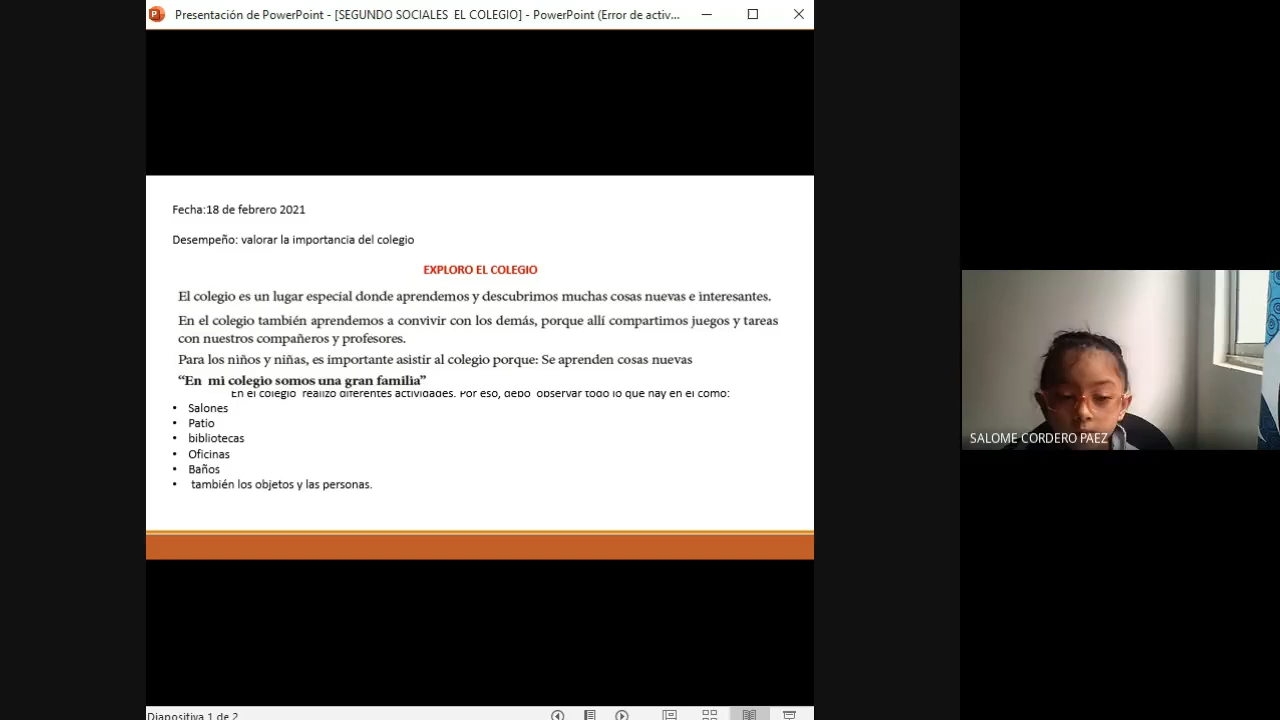 Presentación de PowerPoint - [SEGUNDO SOCIALES EL COLEGIO] - PowerPoint (Error de activ...
Fecha:18 de febrero 2021
Desempeño: valorar la importancia del colegio
EXPLORO EL COLEGIO
El colegio es un lugar especial donde aprendemos y descubrimos muchas cosas nuevas e interesantes.
En el colegio también aprendemos a convivir con los demás, porque allí compartimos juegos y tareas
con nuestros compañeros y profesores.
Para los niños y niñas, es importante asistir al colegio porque: Se aprenden cosas nuevas
“En mi colegio somos una gran familia”
En el colegio realizo diferentes actividades. Por eso, debo observar todo lo que hay en el como:
• Salones
• Patio
• bibliotecas
• Oficinas
• Baños
• también los objetos y las personas.
SALOME CORDERO PAEZ
Diapositiva 1 de 2